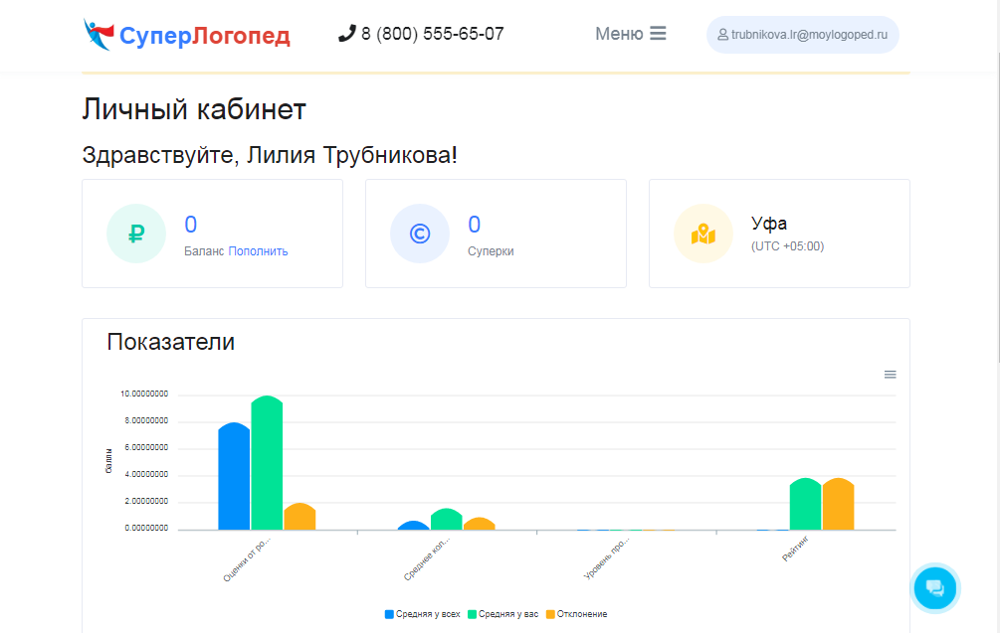 СуперЛогопед
8 (800) 555-65-07
Меню
trubnikova.lr@moylogoped.ru
Личный кабинет
Здравствуйте, Лилия Трубникова!
0
Баланс Пополнить
0
Суперки
Уфа
(UTC +05:00)
Показатели
10.00000000
8.00000000
6.00000000
4.00000000
2.00000000
0.00000000
Баллы
Оценки от ро...
Среднее кол...
Уровень про...
Рейтинг
Средняя у всех
Средняя у вас
Отклонение